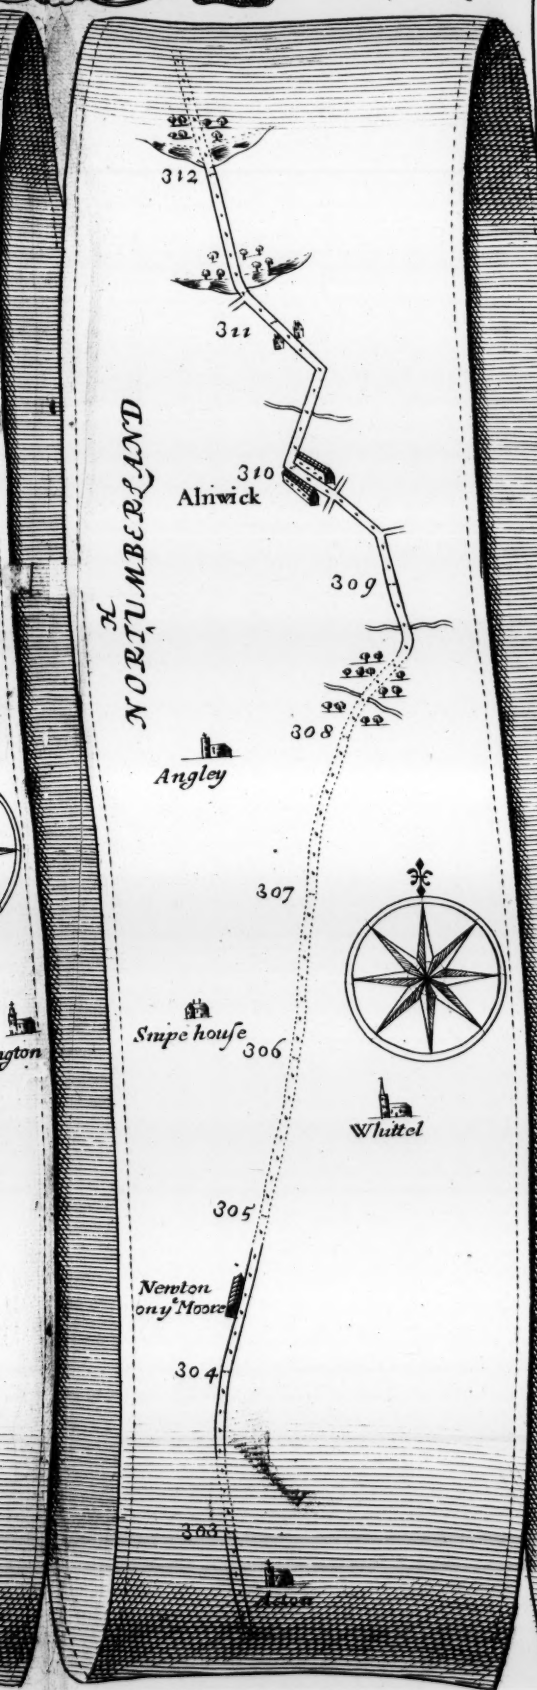 312
311
310
Alnwick
309
NORTUMBERLAND
H
308
Angley
307
Snipe house
306
Whittel
305
Newton
on yͤ Moore
304
303
Acton
gton